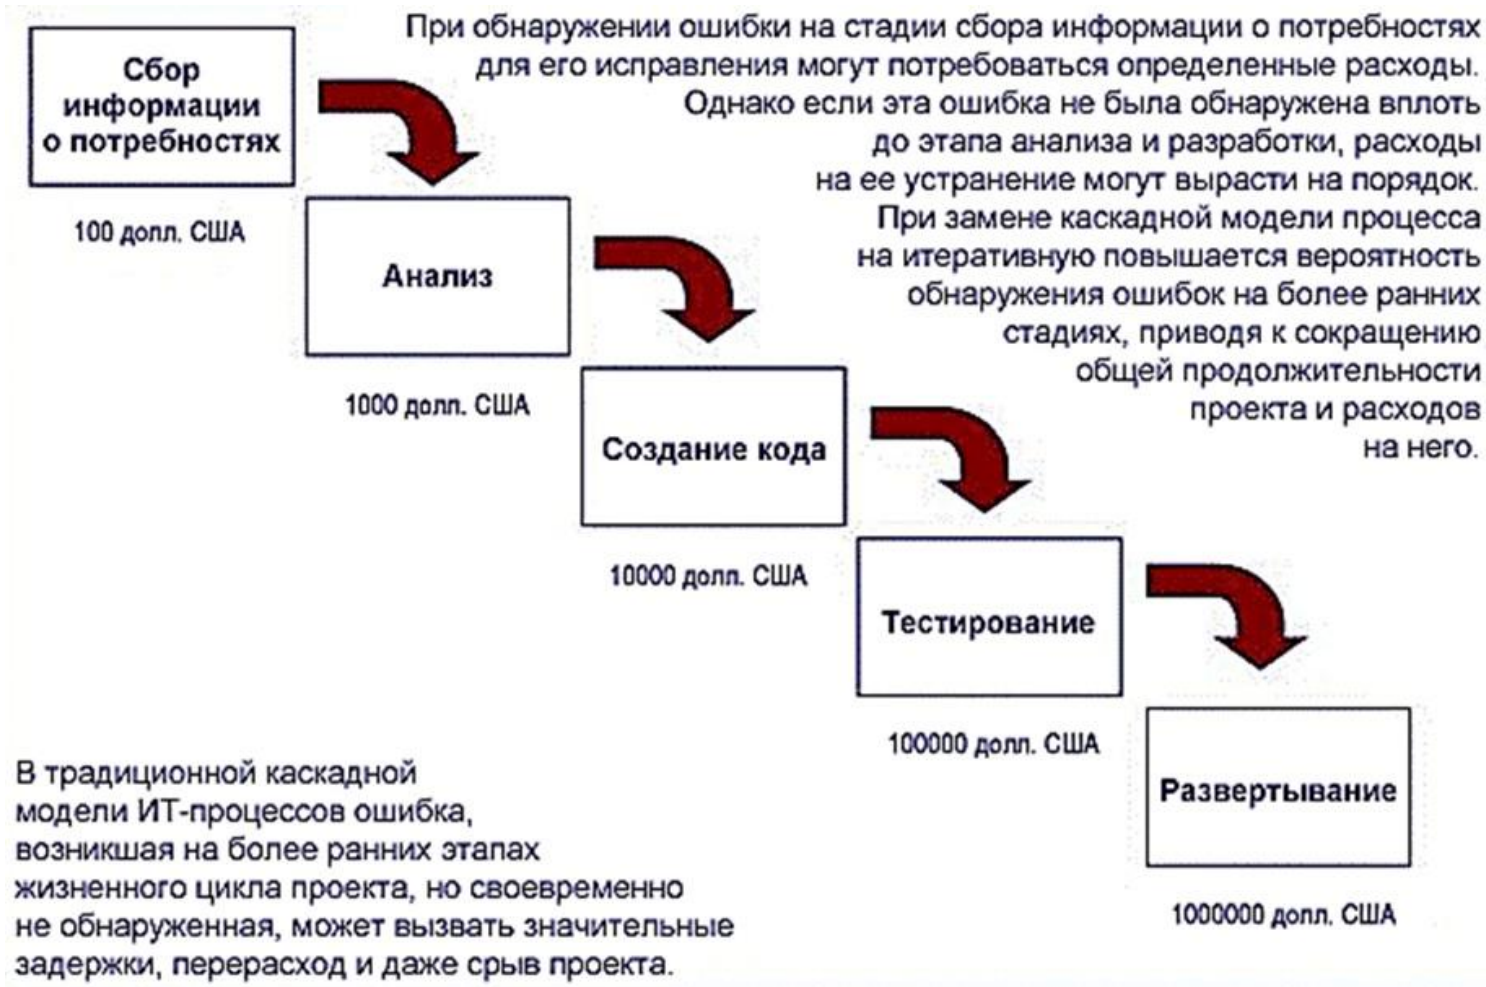 При обнаружении ошибки на стадии сбора информации о потребностях
для его исправления могут потребоваться определенные расходы.
Однако если эта ошибка не была обнаружена вплоть
до этапа анализа и разработки, расходы
на ее устранение могут вырасти на порядок.
При замене каскадной модели процесса
на итеративную повышается вероятность
обнаружения ошибок на более ранних
стадиях, приводя к сокращению
общей продолжительности
проекта и расходов
на него.
Сбор
информации
о потребностях
100 долл. США
Анализ
1000 долл. США
Создание кода
10000 долл. США
Тестирование
100000 долл. США
Развертывание
1000000 долл. США
В традиционной каскадной
модели ИТ-процессов ошибка,
возникшая на более ранних этапах
жизненного цикла проекта, но своевременно
не обнаруженная, может вызвать значительные
задержки, перерасход и даже срыв проекта.